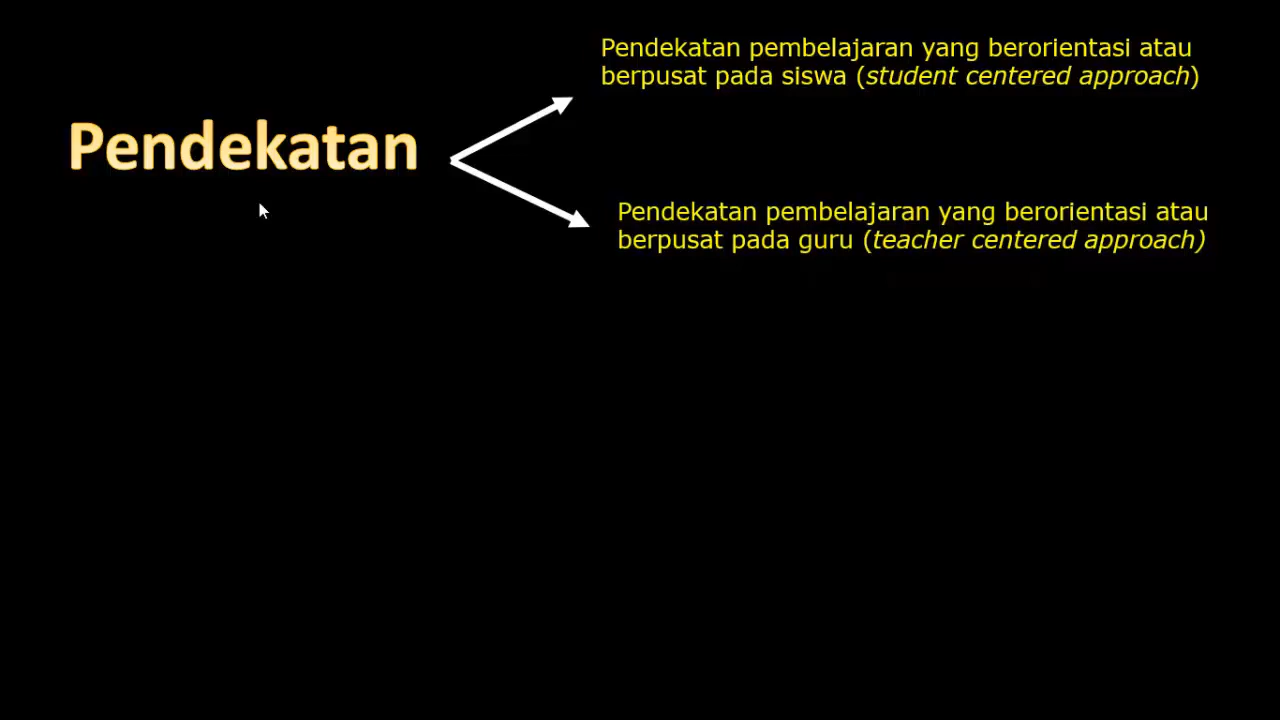 Pendekatan pembelajaran yang berorientasi atau
berpusat pada siswa (student centered approach)
Pendekatan
Pendekatan pembelajaran yang berorientasi atau
berpusat pada guru (teacher centered approach)